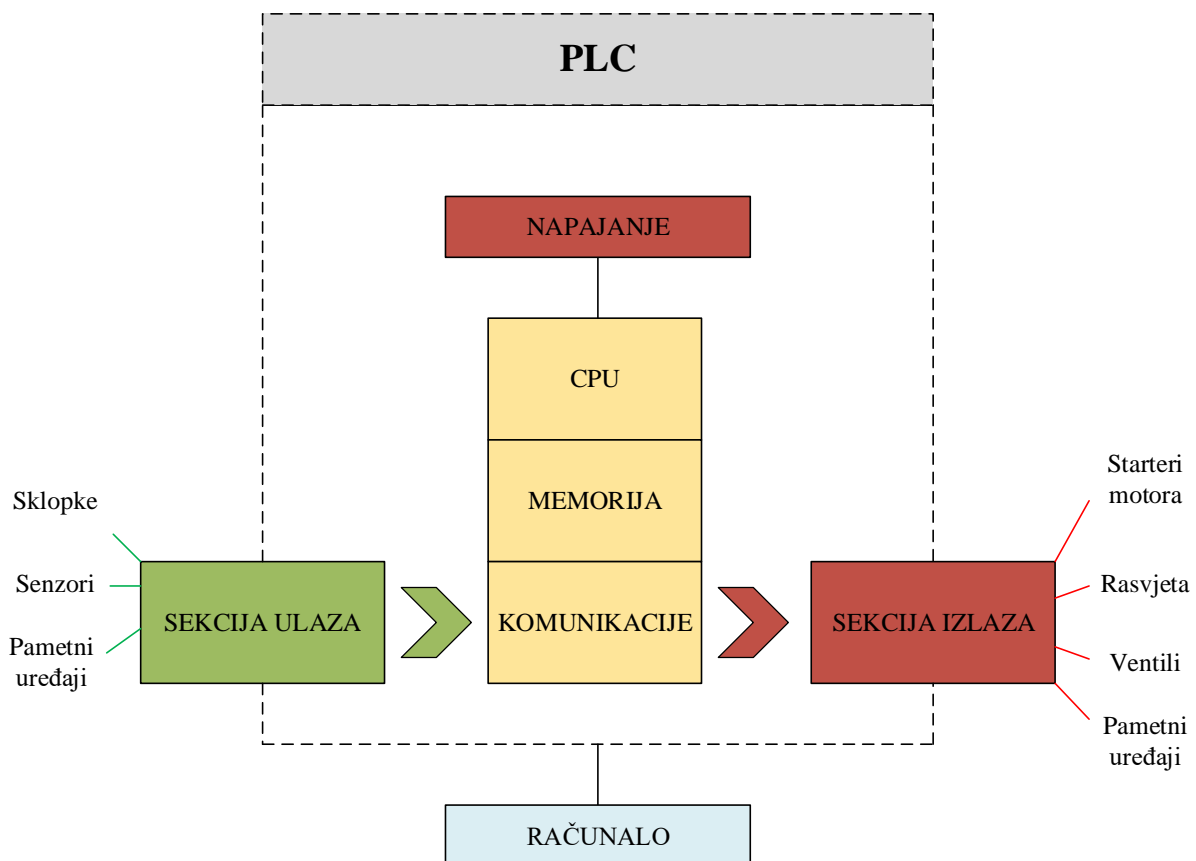 PLC
NAPAJANJE
CPU
MEMORIJA
KOMUNIKACIJE
Sklopke
Senzori
Pametni
uređaji
SEKCIJA ULAZA
SEKCIJA IZLAZA
Starteri
motora
Rasvjeta
Ventili
Pametni
uređaji
RAČUNALO